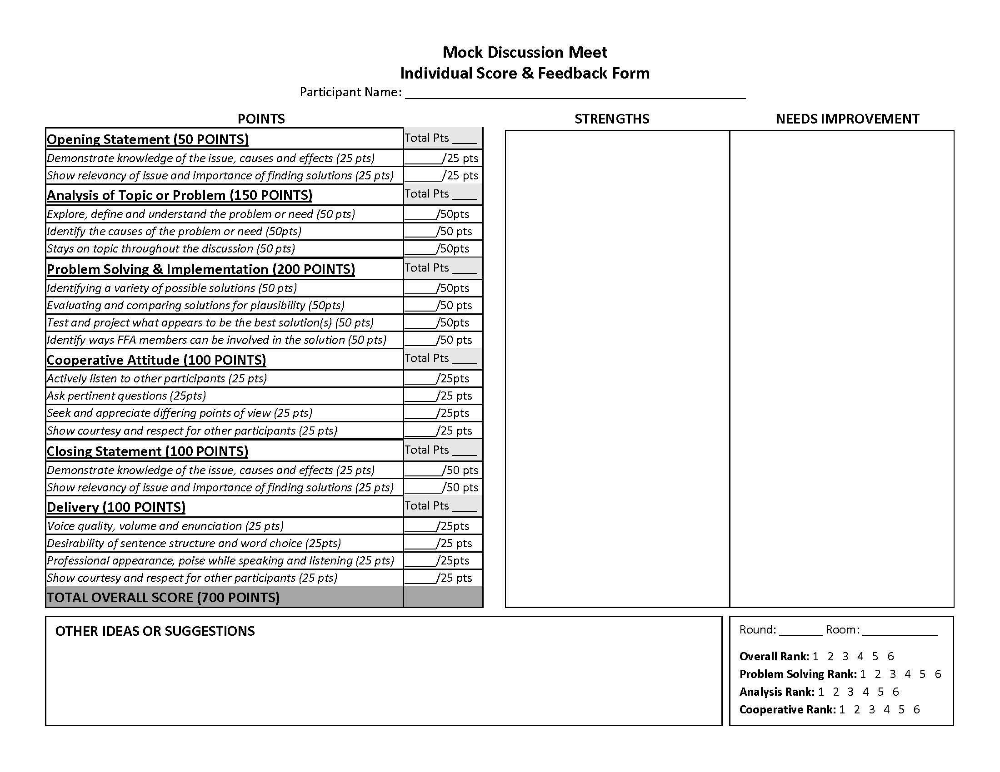 Mock Discussion Meet
Individual Score & Feedback Form
Participant Name: ____________________
POINTS
Opening Statement (50 POINTS) Total Pts ____
Demonstrate knowledge of the issue, causes and effects (25 pts) ______/25 pts
Show relevancy of issue and importance of finding solutions (25 pts) ______/25 pts
Analysis of Topic or Problem (150 POINTS) Total Pts ____
Explore, define and understand the problem or need (50 pts) _____/50pts
Identify the causes of the problem or need (50pts) _____/50 pts
Stays on topic throughout the discussion (50 pts) _____/50pts
Problem Solving & Implementation (200 POINTS) Total Pts ____
Identifying a variety of possible solutions (50 pts) _____/50pts
Evaluating and comparing solutions for plausibility (50pts) _____/50 pts
Test and project what appears to be the best solution(s) (50 pts) _____/50pts
Identify ways FFA members can be involved in the solution (50 pts) _____/50 pts
Cooperative Attitude (100 POINTS) Total Pts ____
Actively listen to other participants (25 pts) _____/25pts
Ask pertinent questions (25pts) _____/25 pts
Seek and appreciate differing points of view (25 pts) _____/25pts
Show courtesy and respect for other participants (25 pts) _____/25 pts
Closing Statement (100 POINTS) Total Pts ____
Demonstrate knowledge of the issue, causes and effects (25 pts) ______/50 pts
Show relevancy of issue and importance of finding solutions (25 pts) ______/50 pts
Delivery (100 POINTS) Total Pts ____
Voice quality, volume and enunciation (25 pts) _____/25pts
Desirability of sentence structure and word choice (25pts) _____/25 pts
Professional appearance, poise while speaking and listening (25 pts) _____/25pts
Show courtesy and respect for other participants (25 pts) _____/25 pts
TOTAL OVERALL SCORE (700 POINTS)
STRENGTHS
NEEDS IMPROVEMENT
OTHER IDEAS OR SUGGESTIONS
Round: _______ Room: ____________
Overall Rank: 1 2 3 4 5 6
Problem Solving Rank: 1 2 3 4 5 6
Analysis Rank: 1 2 3 4 5 6
Cooperative Rank: 1 2 3 4 5 6